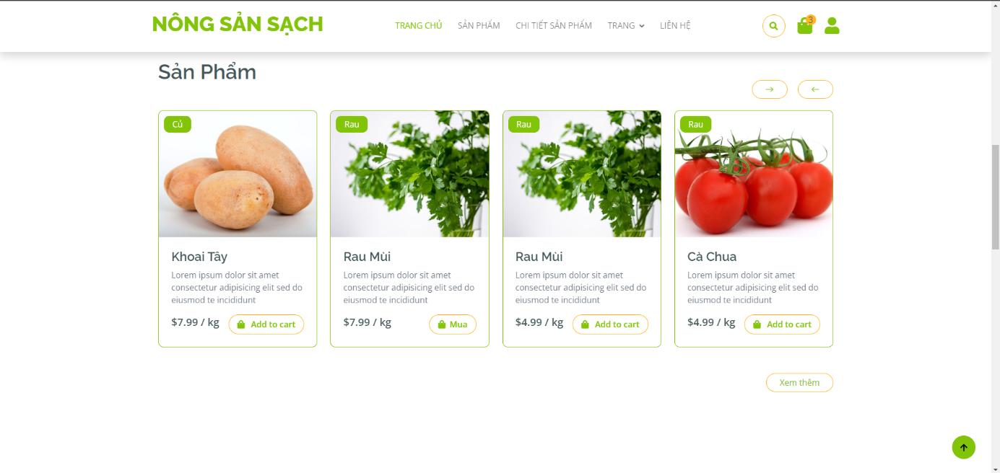 NÔNG SẢN SẠCH
TRANG CHỦ SẢN PHẨM CHI TIẾT SẢN PHẨM TRANG LIÊN HỆ
3
Sản Phẩm
Củ
Rau
Rau
Rau
Khoai Tây
Lorem ipsum dolor sit amet
consectetur adipisicing elit sed do
eiusmod te incididunt
$7.99 / kg Add to cart
Rau Mùi
Lorem ipsum dolor sit amet
consectetur adipisicing elit sed do
eiusmod te incididunt
$7.99 / kg Mua
Rau Mùi
Lorem ipsum dolor sit amet
consectetur adipisicing elit sed do
eiusmod te incididunt
$4.99 / kg Add to cart
Cà Chua
Lorem ipsum dolor sit amet
consectetur adipisicing elit sed do
eiusmod te incididunt
$4.99 / kg Add to cart
Xem thêm